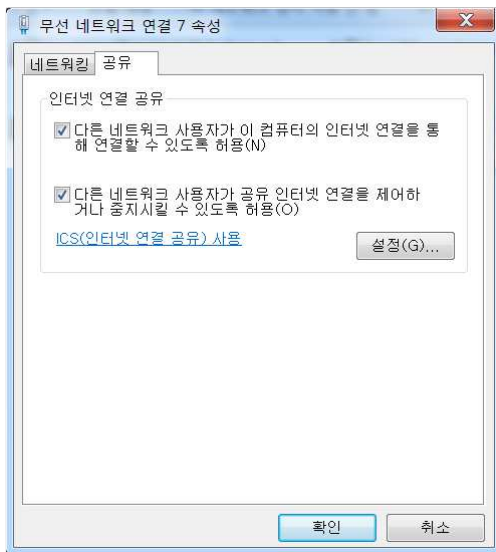 무선 네트워크 연결 7 속성
네트워킹 공유
인터넷 연결 공유
다른 네트워크 사용자가 이 컴퓨터의 인터넷 연결을 통
해 연결할 수 있도록 허용(N)
다른 네트워크 사용자가 공유 인터넷 연결을 제어하
거나 중지시킬 수 있도록 허용(O)
ICS(인터넷 연결 공유) 사용
설정(G)...
확인 취소